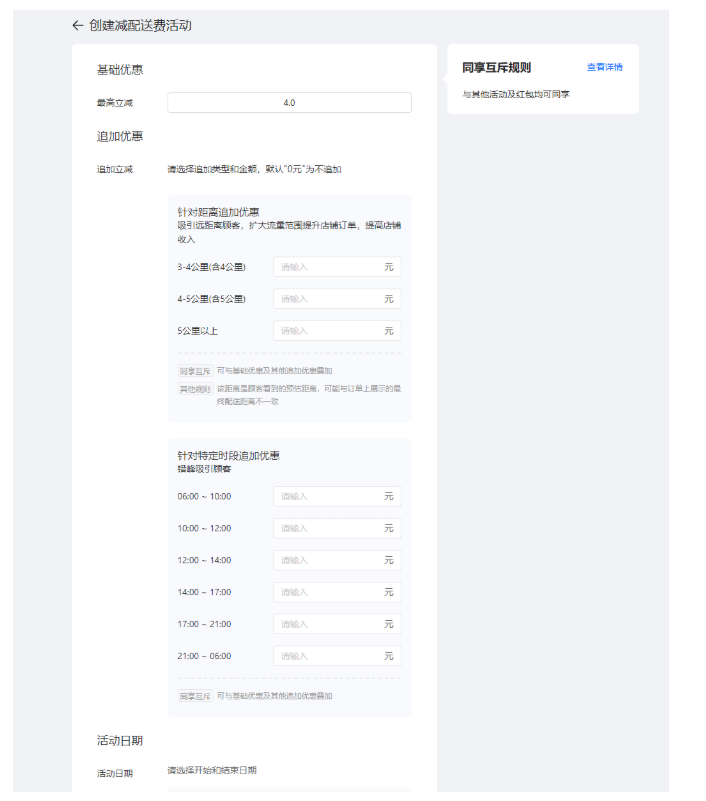 ← 创建减配送费活动
基础优惠
最高立减 4.0
追加优惠
追加立减 请选择追加类型和金额，默认"0元"为不追加
针对距离追加优惠
吸引远距离顾客，扩大流量范围提升店铺订单，提高店铺
收入
3-4公里(含4公里) 请输入 元
4-5公里(含5公里) 请输入 元
5公里以上 请输入 元
同享互斥 可与基础优惠及其他追加优惠叠加
其他规则 该距离是顾客看到的预估距离，可能与订单上展示的最
终配送距离不一致
针对特定时段追加优惠
错峰吸引顾客
06:00 ~ 10:00 请输入 元
10:00 ~ 12:00 请输入 元
12:00 ~ 14:00 请输入 元
14:00 ~ 17:00 请输入 元
17:00 ~ 21:00 请输入 元
21:00 ~ 06:00 请输入 元
同享互斥 可与基础优惠及其他追加优惠叠加
活动日期
活动日期 请选择开始和结束日期
同享互斥规则 查看详情
与其他活动及红包均可同享